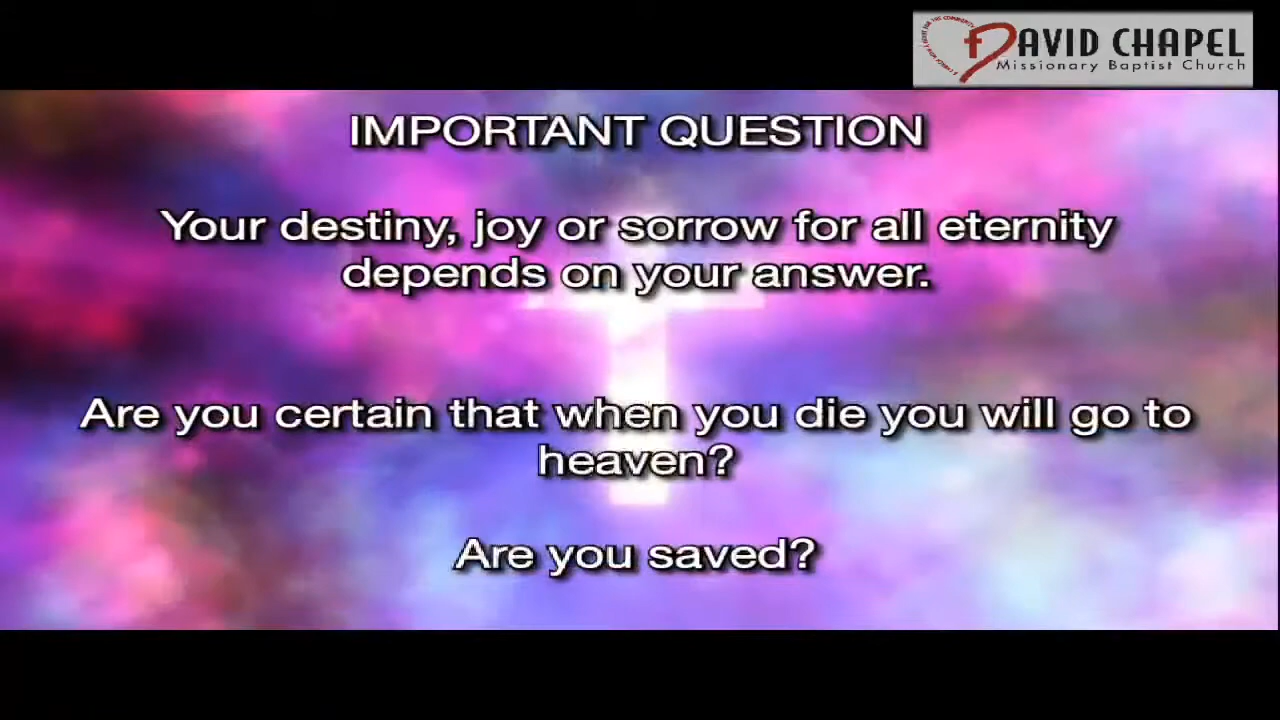 DAVID CHAPEL
Missionary Baptist Church
IMPORTANT QUESTION
Your destiny, joy or sorrow for all eternity
depends on your answer.
Are you certain that when you die you will go to
heaven?
Are you saved?